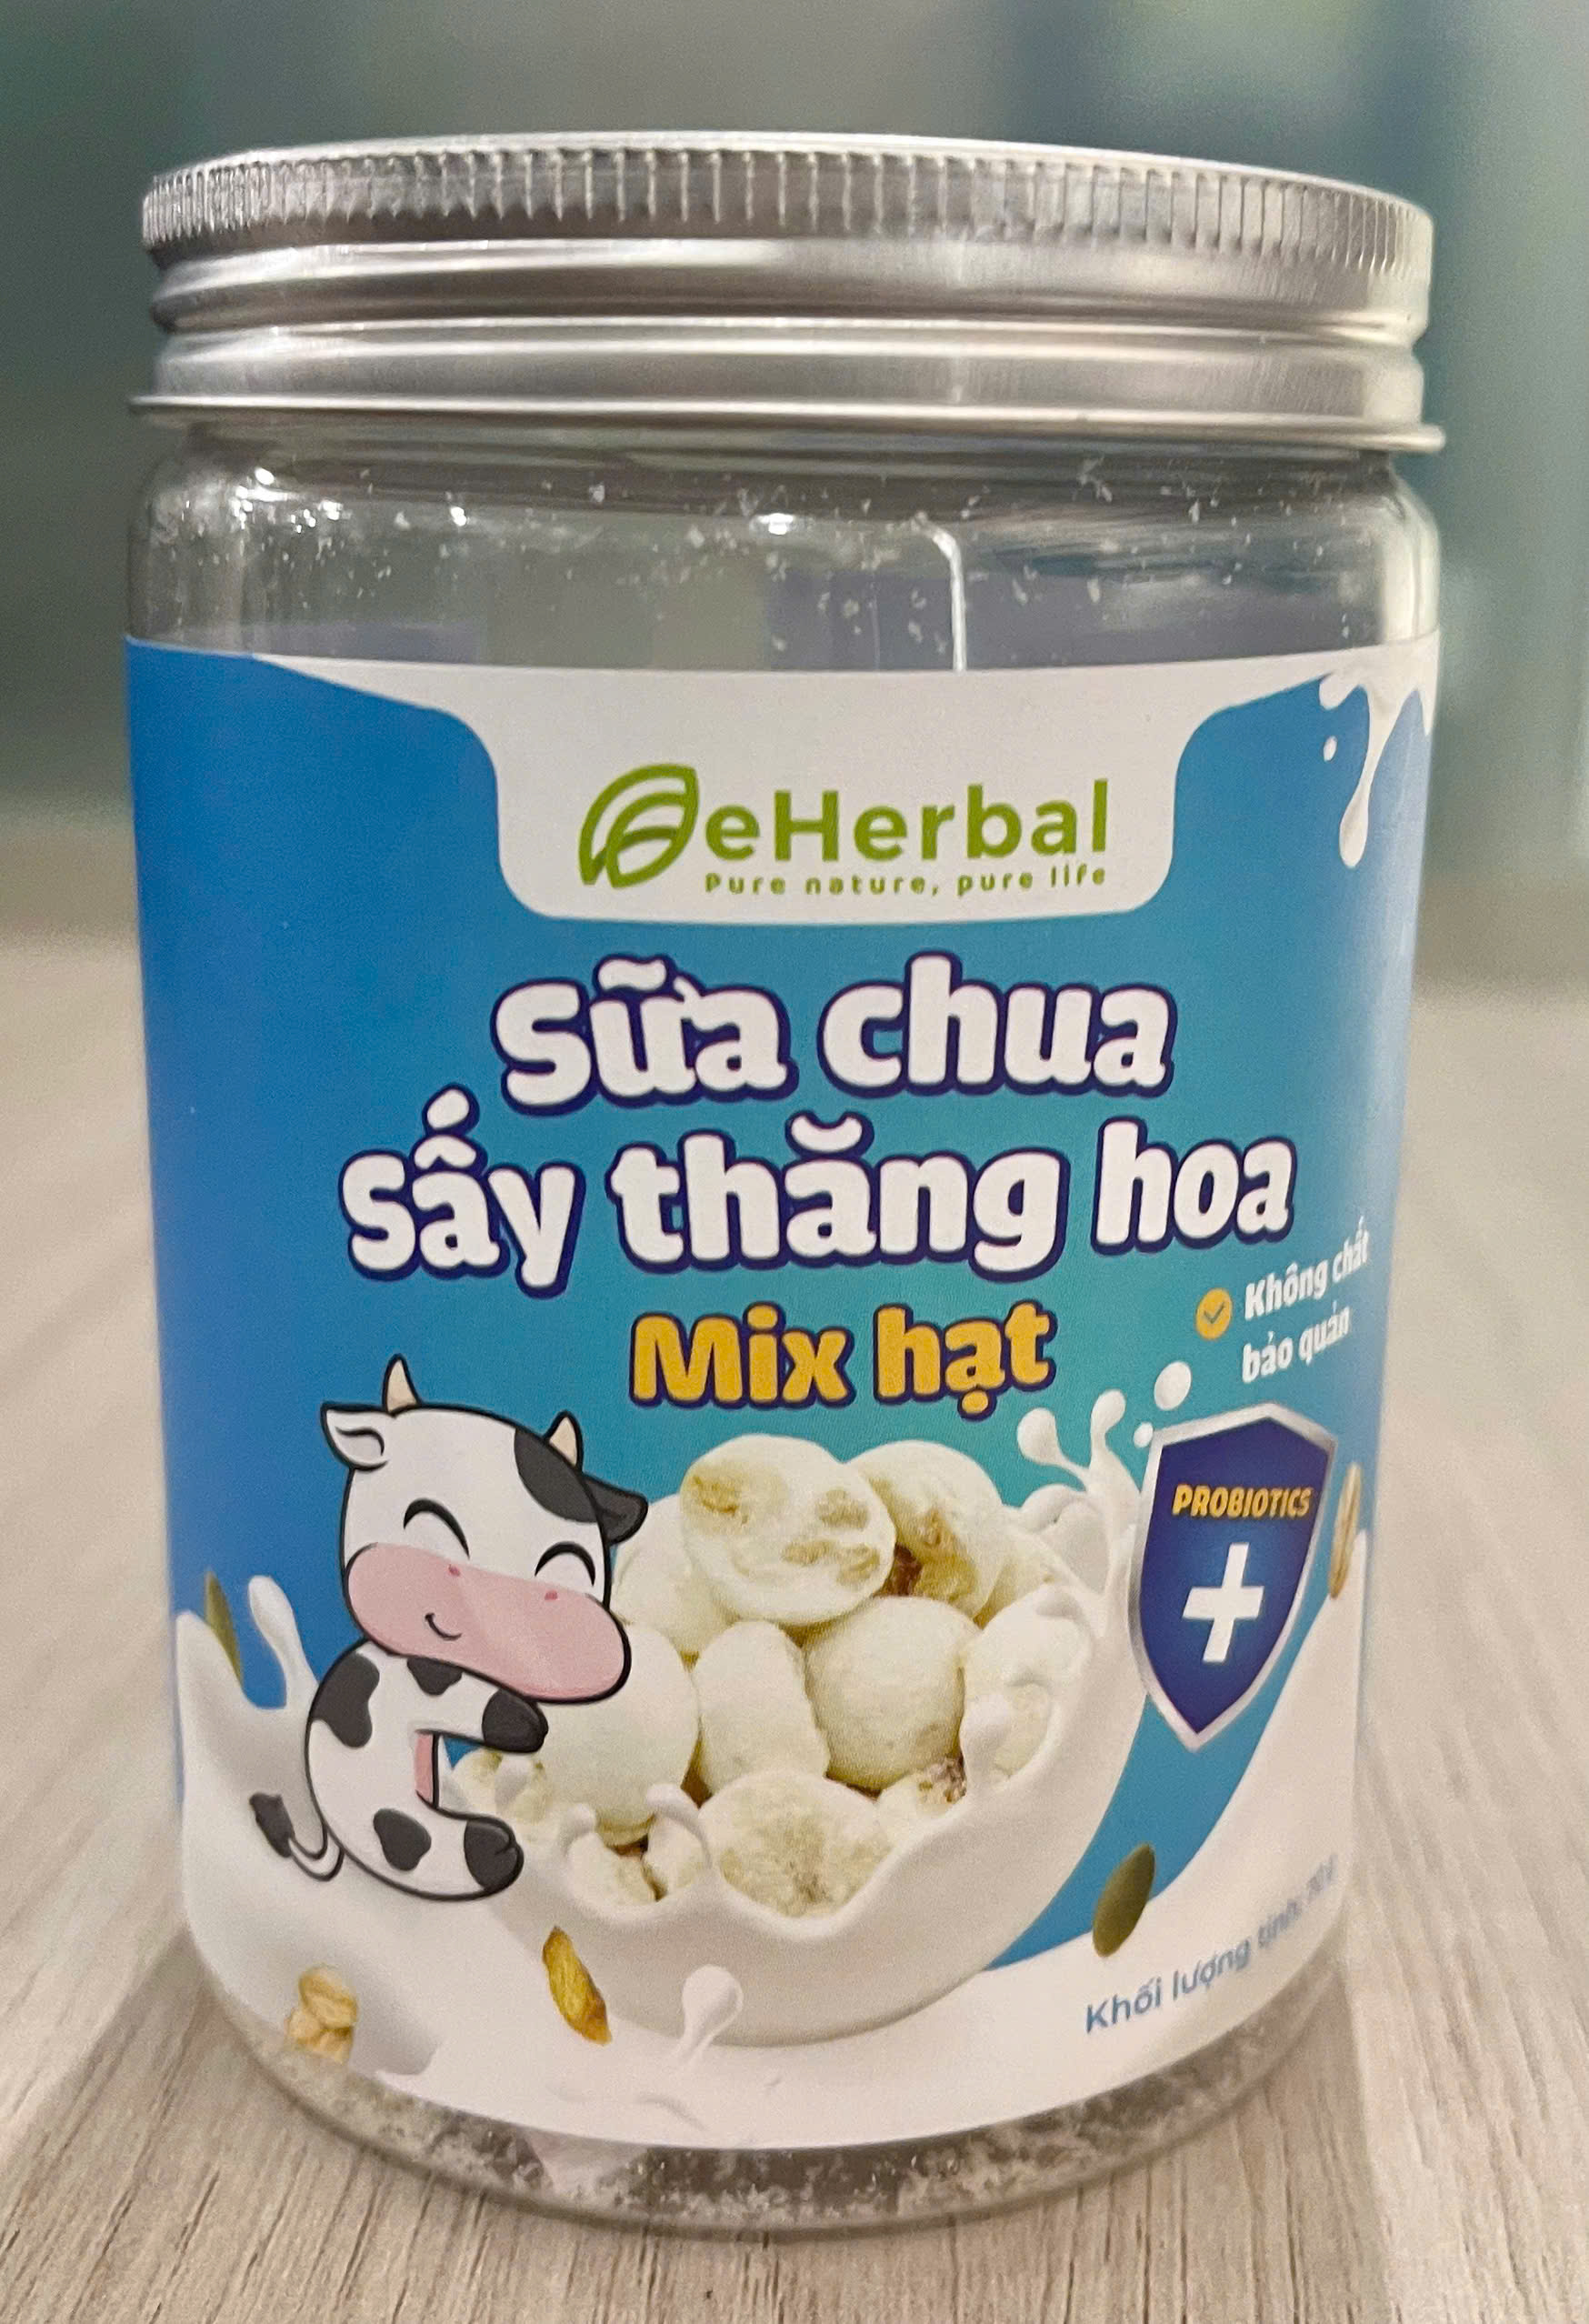 eHerbal
Pure nature, pure life
Sữa chua
sấy thăng hoa
Mix hạt
Không chất
bảo quản
PROBIOTICS
Khối lượng tịnh: